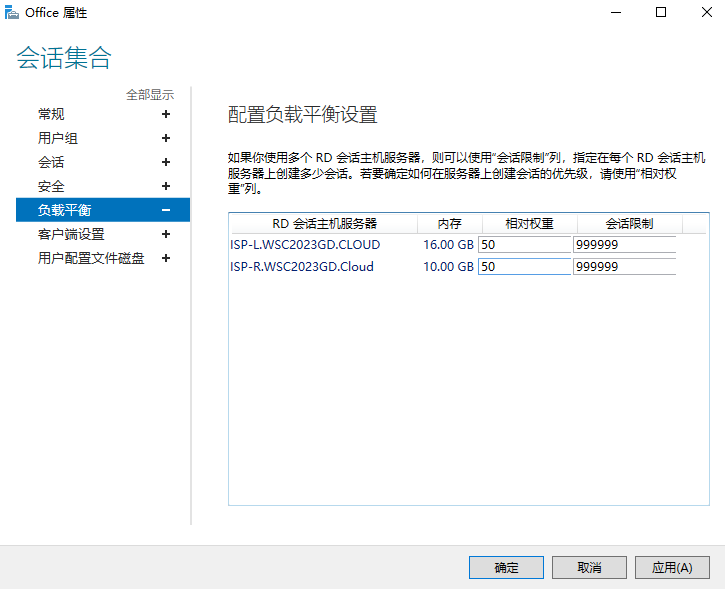 Office 属性
会话集合
全部显示
常规 +
用户组 +
会话 +
安全 +
负载平衡 −
客户端设置 +
用户配置文件磁盘 +
配置负载平衡设置
如果你使用多个 RD 会话主机服务器，则可以使用“会话限制”列，指定在每个 RD 会话主机
服务器上创建多少会话。若要确定如何在服务器上创建会话的优先级，请使用“相对权
重”列。
RD 会话主机服务器 内存 相对权重 会话限制
ISP-L.WSC2023GD.CLOUD 16.00 GB 50 999999
ISP-R.WSC2023GD.Cloud 10.00 GB 50 999999
确定 取消 应用(A)